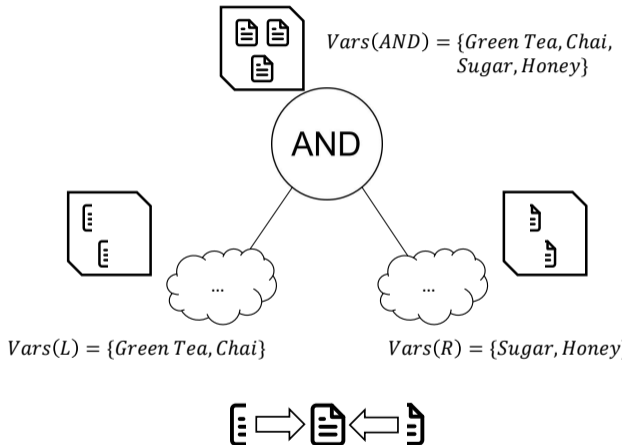 Vars(AND) = {Green Tea, Chai,
Sugar, Honey}
AND
...
...
Vars(L) = {Green Tea, Chai}
Vars(R) = {Sugar, Honey}